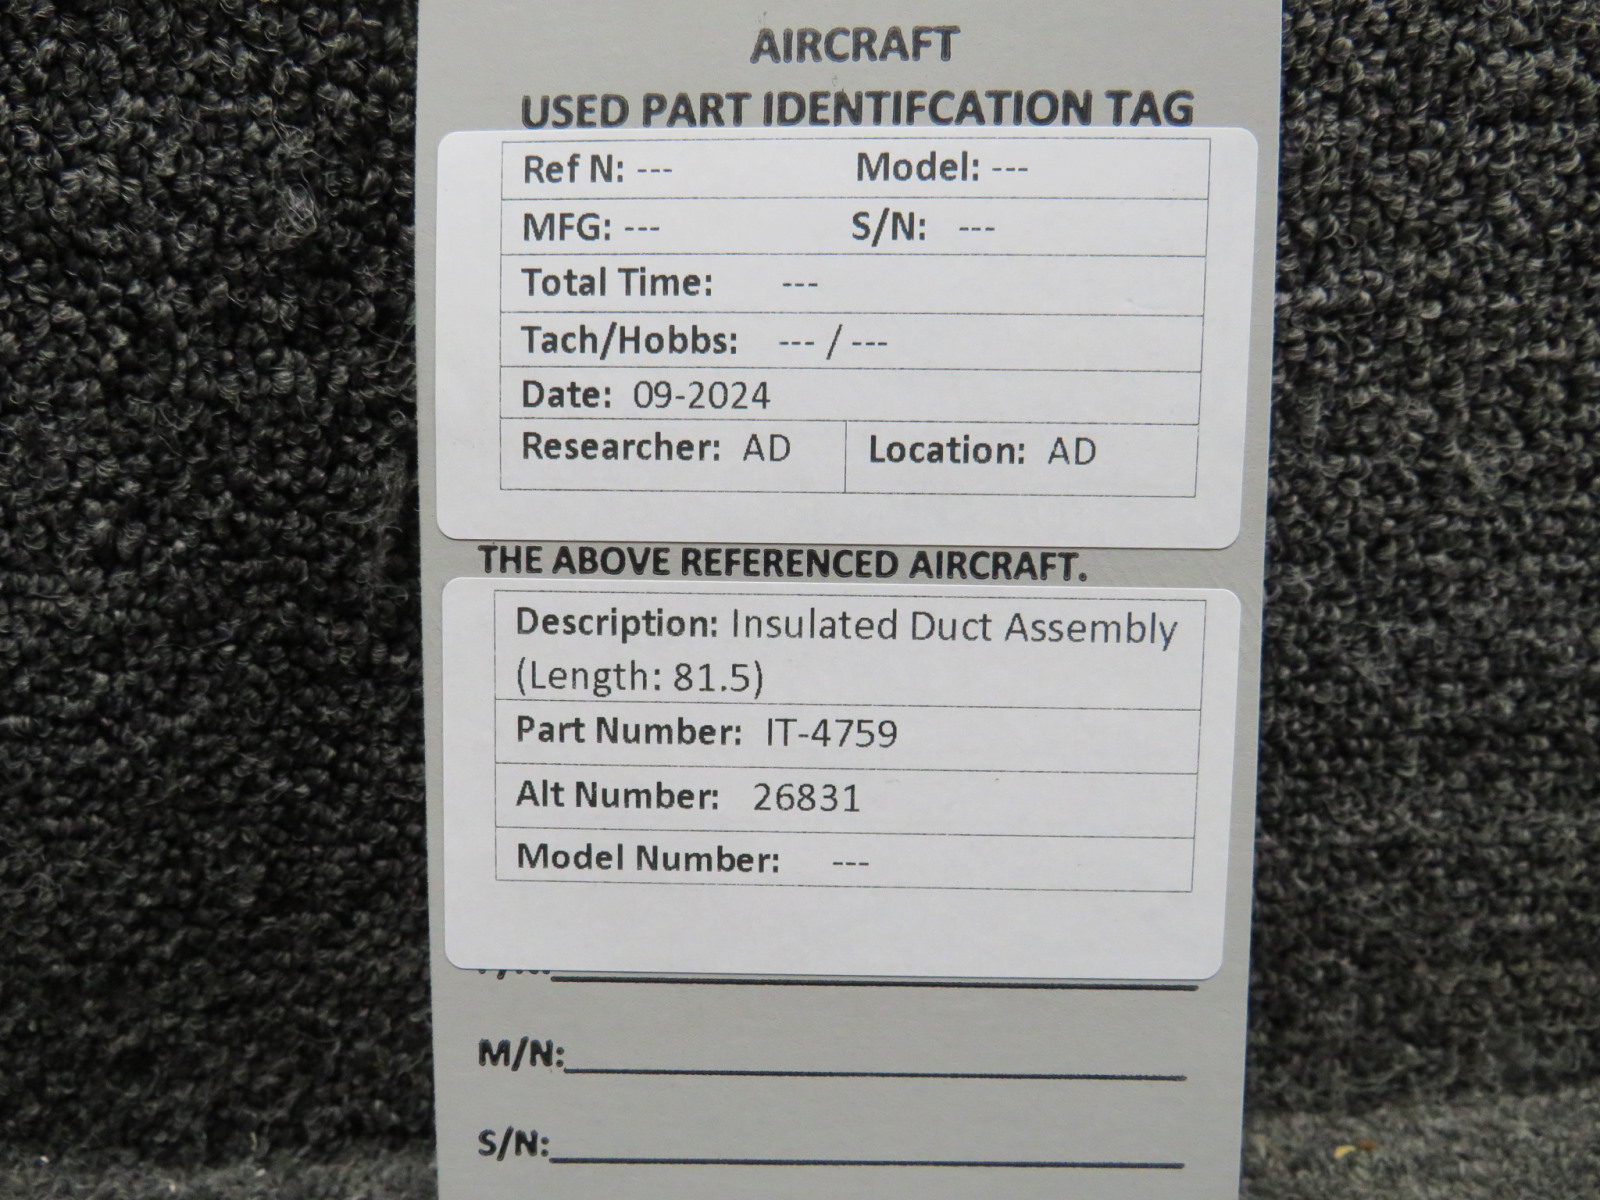 AIRCRAFT
USED PART IDENTIFCATION TAG
Ref N: --- Model: ---
MFG: --- S/N: ---
Total Time: ---
Tach/Hobbs: --- / ---
Date: 09-2024
Researcher: AD Location: AD
THE ABOVE REFERENCED AIRCRAFT.
Description: Insulated Duct Assembly
(Length: 81.5)
Part Number: IT-4759
Alt Number: 26831
Model Number: ---
M/N:
S/N: